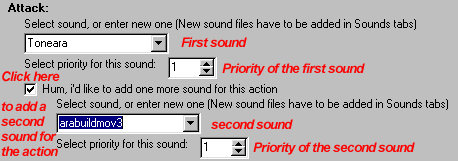 Attack:
Select sound, or enter new one (New sound files have to be added in Sounds tabs)
Toneara First sound
Select priority for this sound: 1 Priority of the first sound
Click here
Hum, i'd like to add one more sound for this action
to add a
Select sound, or enter new one (New sound files have to be added in Sounds tabs)
second
arabuildmov3 second sound
sound for
Select priority for this sound: 1 Priority of the second sound
the action